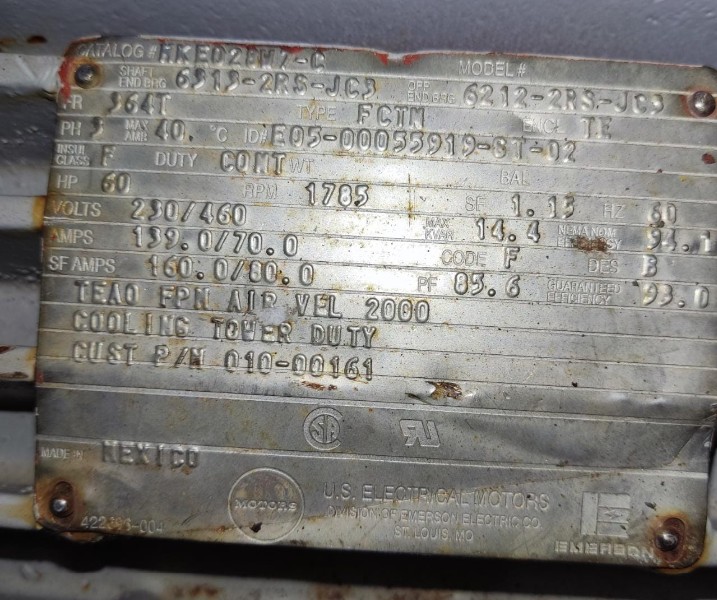 CATALOG # MODEL#
SHAFT END BRG 6313-2RS-JC3 OPP END BRG 6212-2RS-JC3
FR 364T TYPE FCTM ENCL TE
PH 3 MAX AMB 40. °C ID# E05-00055919-ST-02
INSUL CLASS F DUTY CONT WT BAL
HP 60 RPM 1785 SF 1.15 HZ 60
VOLTS 230/460 MAX KVAR 14.4 NEMA NOM EFFICIENCY 94.1
AMPS 139.0/70.0 CODE F DES B
SF AMPS 160.0/80.0 PF 85.6 GUARANTEED EFFICIENCY 93.0
TEAO FPM AIR VEL 2000
COOLING TOWER DUTY
CUST P/N 010-00161
SA
MADE IN MEXICO
MOTORS
U.S. ELECTRICAL MOTORS
DIVISION OF EMERSON ELECTRIC CO.
ST. LOUIS, MO
EMERSON